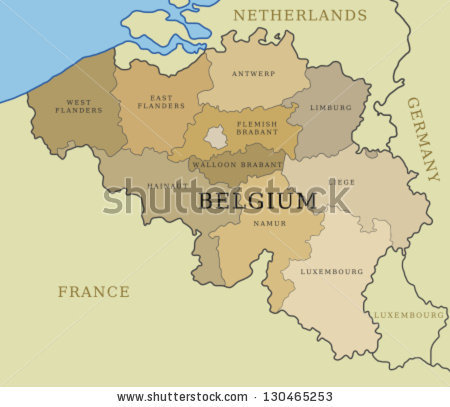 NETHERLANDS
ANTWERP
WEST
FLANDERS
EAST
FLANDERS
LIMBURG
GERMANY
FLEMISH
BRABANT
WALLOON BRABANT
HAINAUT
LIEGE
BELGIUM
NAMUR
LUXEMBOURG
FRANCE
LUXEMBOURG
shutterstock
www.shutterstock.com · 130465253